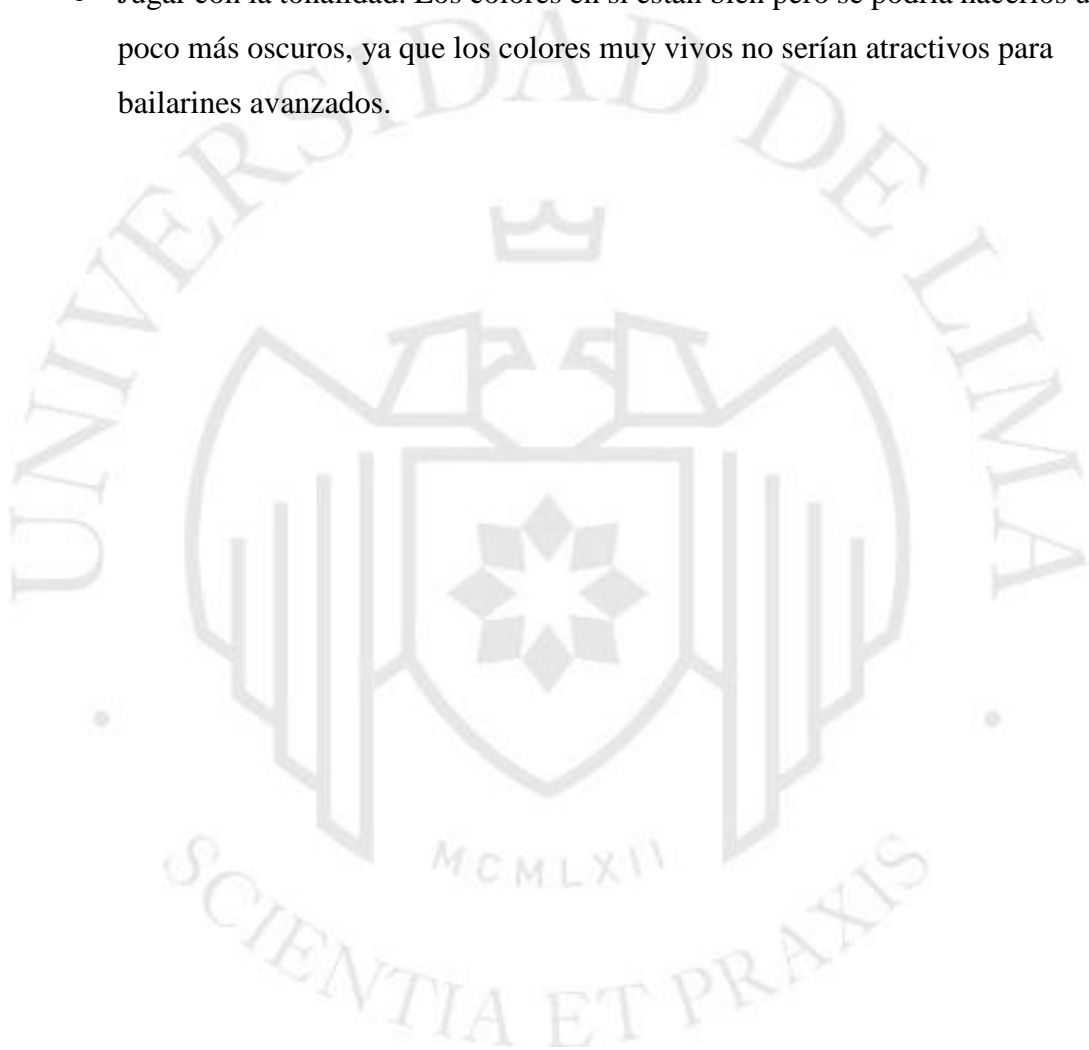 Jugar con la tonalidad. Los colores en sí están bien pero se podría hacerlos u
poco más oscuros, ya que los colores muy vivos no serían atractivos para
bailarines avanzados.
UNIVERSIDAD DE LIMA
MCMLXII
SCIENTIA ET PRAXIS